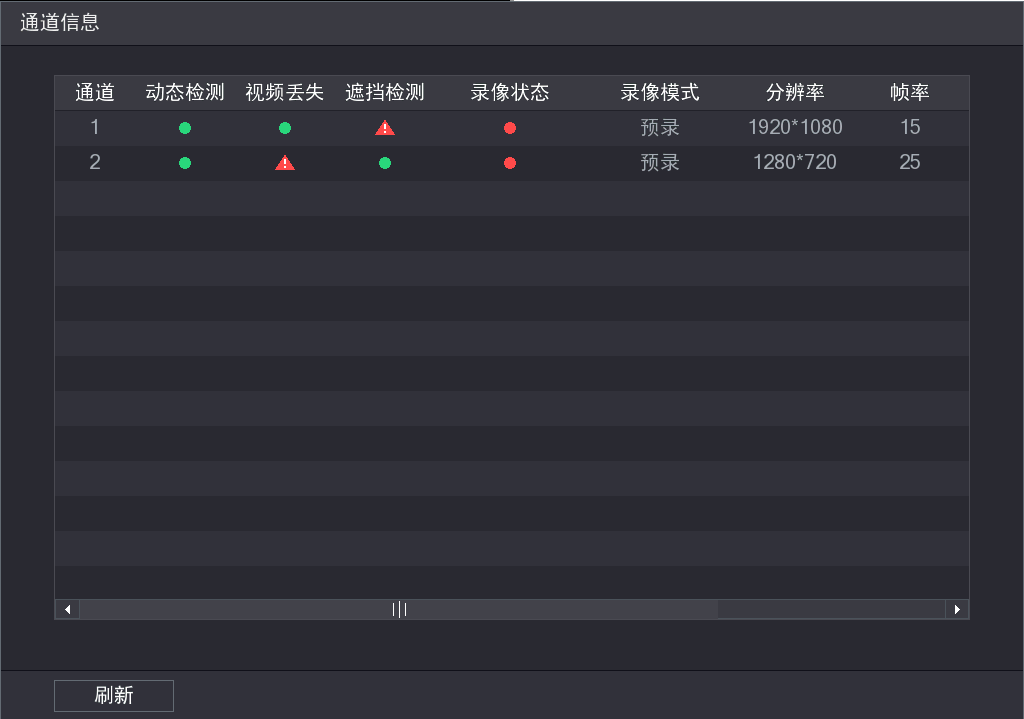 通道信息
通道 动态检测 视频丢失 遮挡检测 录像状态 录像模式 分辨率 帧率
1 预录 1920*1080 15
2 预录 1280*720 25
刷新